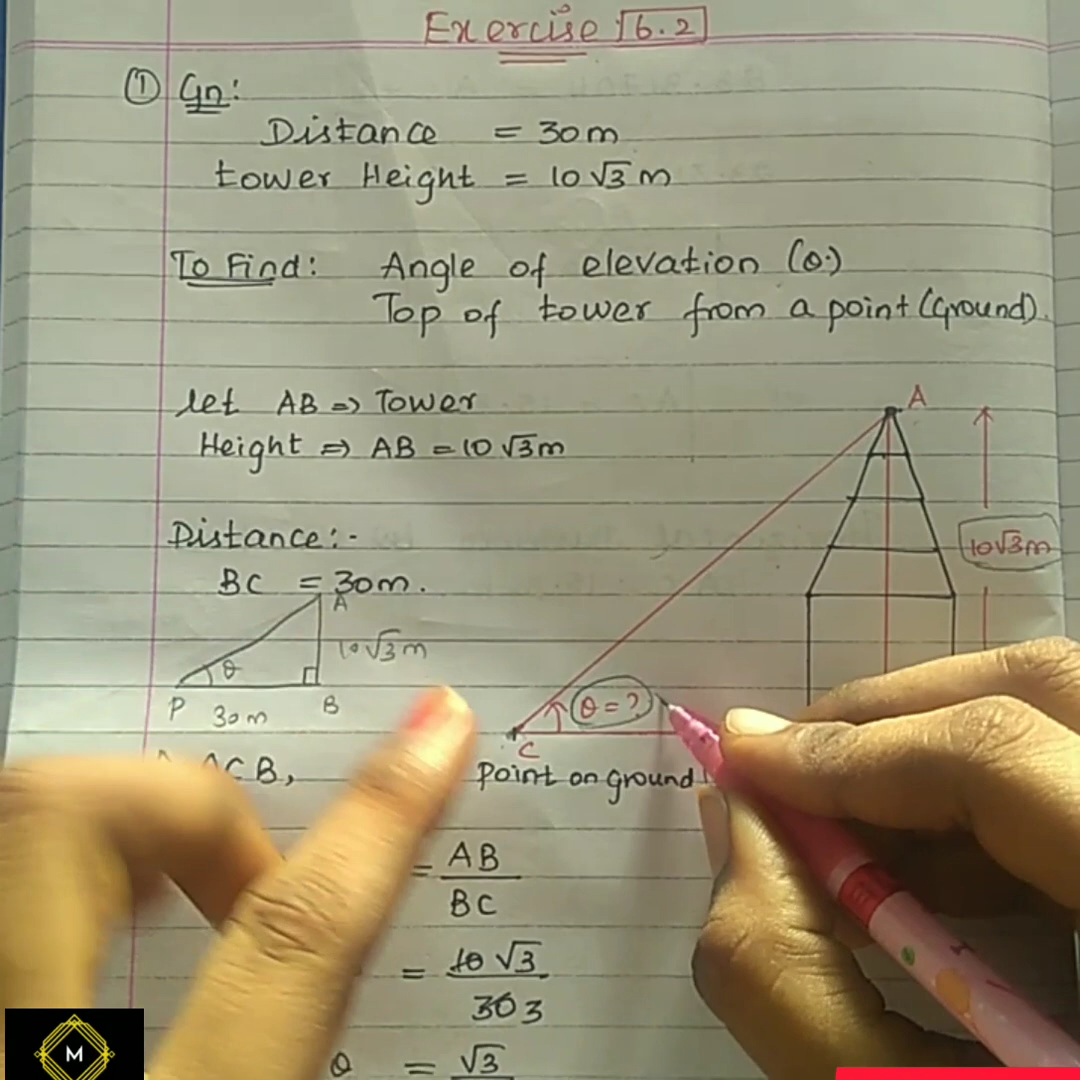 Exercise 6.2
① Gn:
Distance = 30m
tower Height = 10√3 m
To Find: Angle of elevation (θ:)
Top of tower from a point (Ground).
let AB => Tower
Height => AB = 10√3m
Distance:-
BC = 30m.
A
10√3m
θ
P 30m B
ACB,
= AB
BC
= 10√3
30 3
θ = √3
A
10√3m
θ = ?
C
Point on ground
M